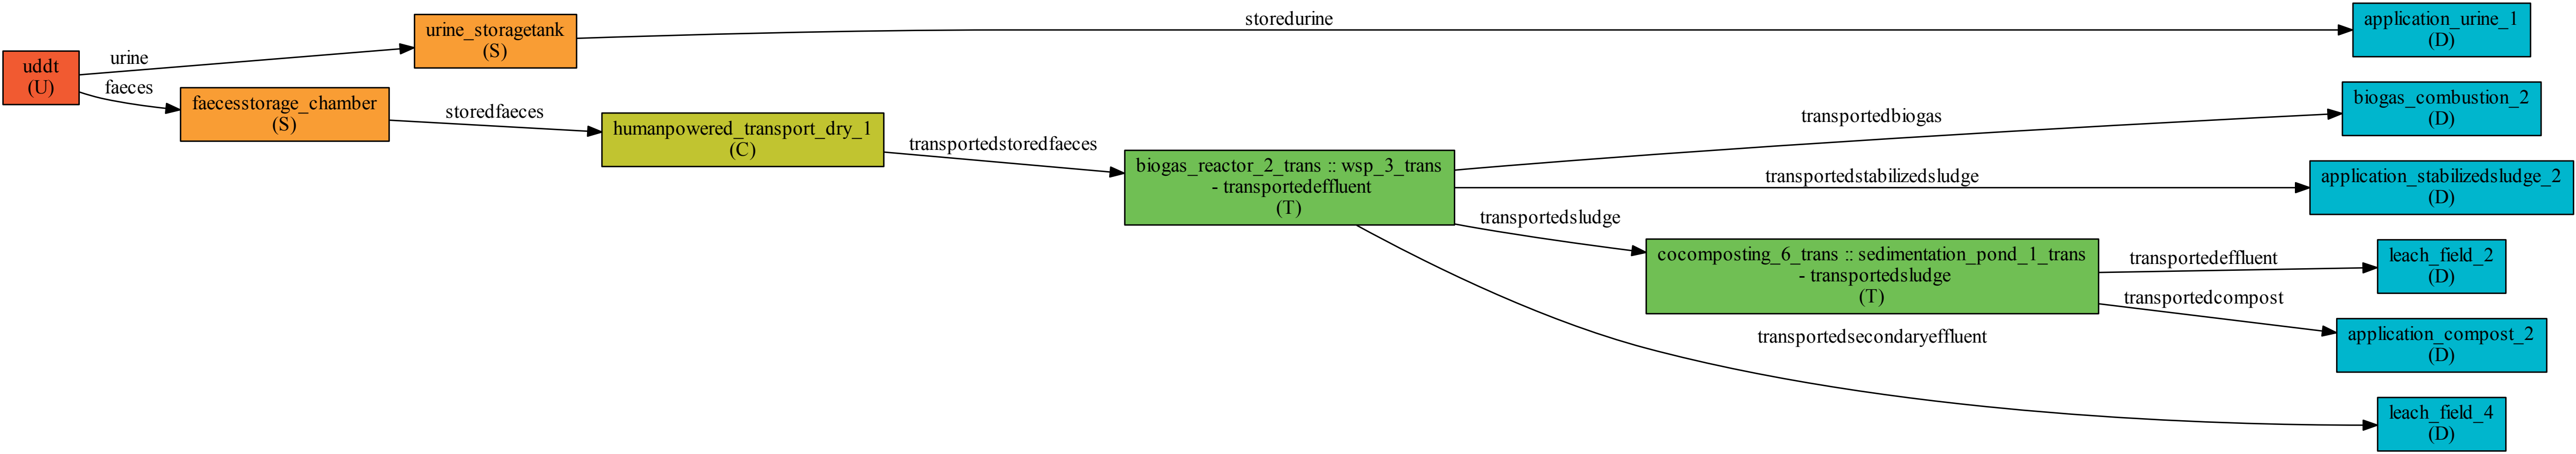 uddt
(U)
urine
faeces
urine_storagetank
(S)
faecesstorage_chamber
(S)
storedurine
storedfaeces
humanpowered_transport_dry_1
(C)
transportedstoredfaeces
biogas_reactor_2_trans :: wsp_3_trans
- transportedeffluent
(T)
transportedbiogas
transportedstabilizedsludge
transportedsludge
transportedsecondaryeffluent
cocomposting_6_trans :: sedimentation_pond_1_trans
- transportedsludge
(T)
transportedeffluent
transportedcompost
application_urine_1
(D)
biogas_combustion_2
(D)
application_stabilizedsludge_2
(D)
leach_field_2
(D)
application_compost_2
(D)
leach_field_4
(D)